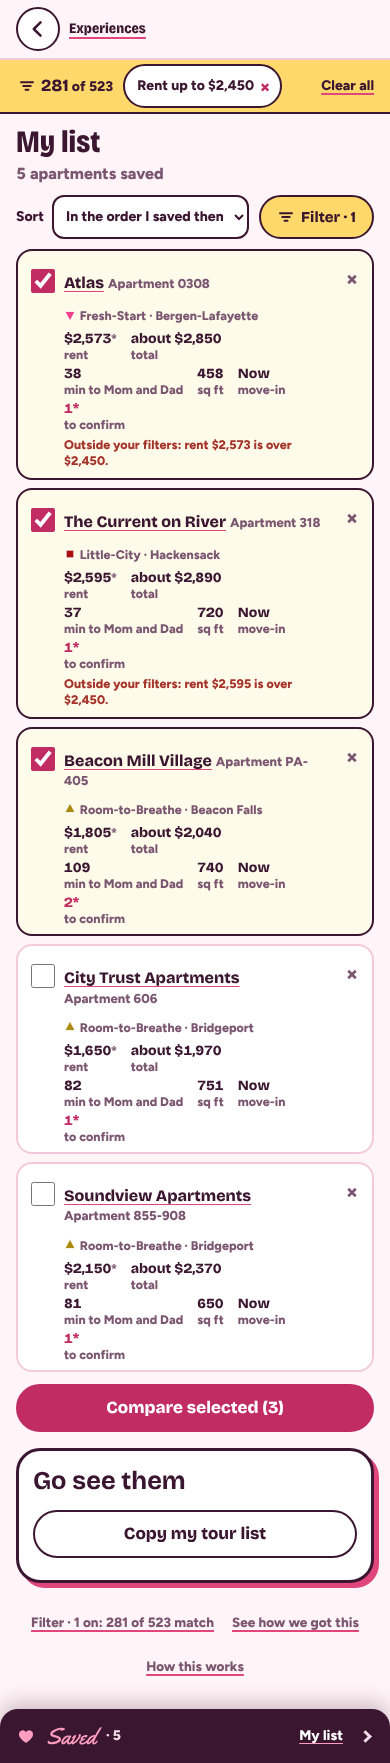 Experiences
281 of 523 Rent up to $2,450 × Clear all
My list
5 apartments saved
Sort In the order I saved then Filter · 1
Atlas Apartment 0308 ×
Fresh-Start · Bergen-Lafayette
$2,573* about $2,850
rent total
38 458 Now
min to Mom and Dad sq ft move-in
1*
to confirm
Outside your filters: rent $2,573 is over
$2,450.
The Current on River Apartment 318 ×
Little-City · Hackensack
$2,595* about $2,890
rent total
37 720 Now
min to Mom and Dad sq ft move-in
1*
to confirm
Outside your filters: rent $2,595 is over
$2,450.
Beacon Mill Village Apartment PA- ×
405
Room-to-Breathe · Beacon Falls
$1,805* about $2,040
rent total
109 740 Now
min to Mom and Dad sq ft move-in
2*
to confirm
City Trust Apartments ×
Apartment 606
Room-to-Breathe · Bridgeport
$1,650* about $1,970
rent total
82 751 Now
min to Mom and Dad sq ft move-in
1*
to confirm
Soundview Apartments ×
Apartment 855-908
Room-to-Breathe · Bridgeport
$2,150* about $2,370
rent total
81 650 Now
min to Mom and Dad sq ft move-in
1*
to confirm
Compare selected (3)
Go see them
Copy my tour list
Filter · 1 on: 281 of 523 match See how we got this
How this works
Saved · 5 My list